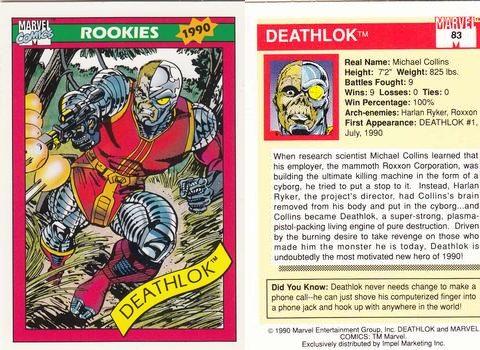 MARVEL
COMICS
ROOKIES
1990
DEATHLOK™
DEATHLOK™
MARVEL
83
Real Name: Michael Collins
Height: 7'2" Weight: 825 lbs.
Battles Fought: 9
Wins: 9 Losses: 0 Ties: 0
Win Percentage: 100%
Arch-enemies: Harlan Ryker, Roxxon
First Appearance: DEATHLOK #1,
July, 1990
When research scientist Michael Collins learned that
his employer, the mammoth Roxxon Corporation, was
building the ultimate killing machine in the form of a
cyborg, he tried to put a stop to it. Instead, Harlan
Ryker, the project's director, had Collins's brain
removed from his body and put in the cyborg...and
Collins became Deathlok, a super-strong, plasma-
pistol-packing living engine of pure destruction. Driven
by the burning desire to take revenge on those who
made him the monster he is today, Deathlok is
undoubtedly the most motivated new hero of 1990!
Did You Know: Deathlok never needs change to make a
phone call--he can just shove his computerized finger into
a phone jack and hook up with anywhere in the world!
© 1990 Marvel Entertainment Group, Inc. DEATHLOK and MARVEL
COMICS: TM Marvel.
Exclusively distributed by Impel Marketing Inc.